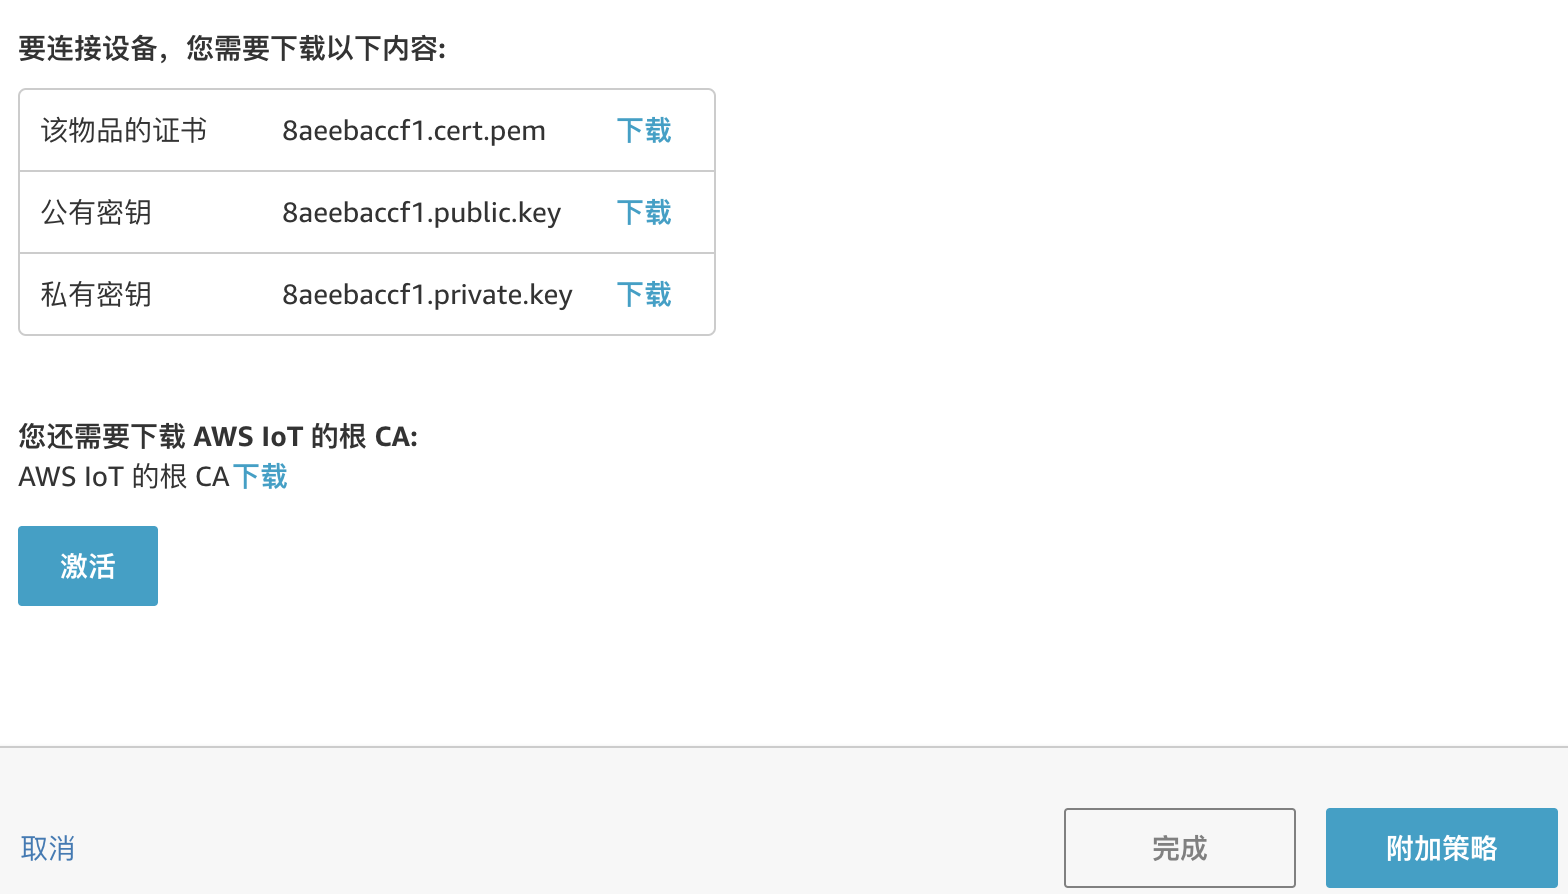 要连接设备，您需要下载以下内容:
该物品的证书 8aeebaccf1.cert.pem 下载
公有密钥 8aeebaccf1.public.key 下载
私有密钥 8aeebaccf1.private.key 下载
您还需要下载 AWS IoT 的根 CA:
AWS IoT 的根 CA下载
激活
取消 完成 附加策略